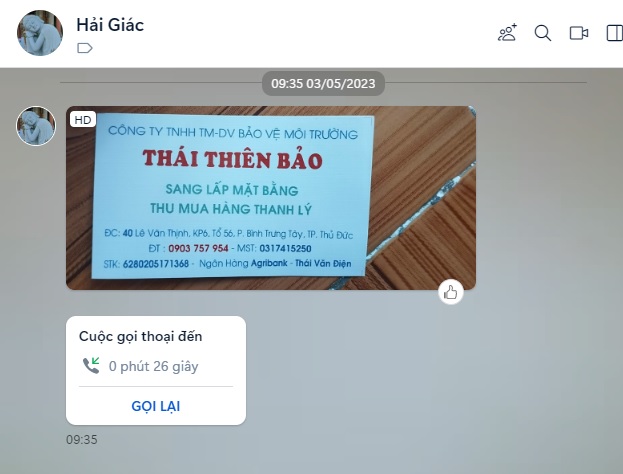 Hải Giác
09:35 03/05/2023
HD
CÔNG TY TNHH TM-DV BẢO VỆ MÔI TRƯỜNG
THÁI THIÊN BẢO
SANG LẤP MẶT BẰNG
THU MUA HÀNG THANH LÝ
ĐC: 40 Lê Văn Thịnh, KP6, Tổ 56, P. Bình Trưng Tây, TP. Thủ Đức
ĐT : 0903 757 954 - MST: 0317415250
STK: 6280205171368 - Ngân Hàng Agribank - Thái Văn Điện
Cuộc gọi thoại đến
0 phút 26 giây
GỌI LẠI
09:35